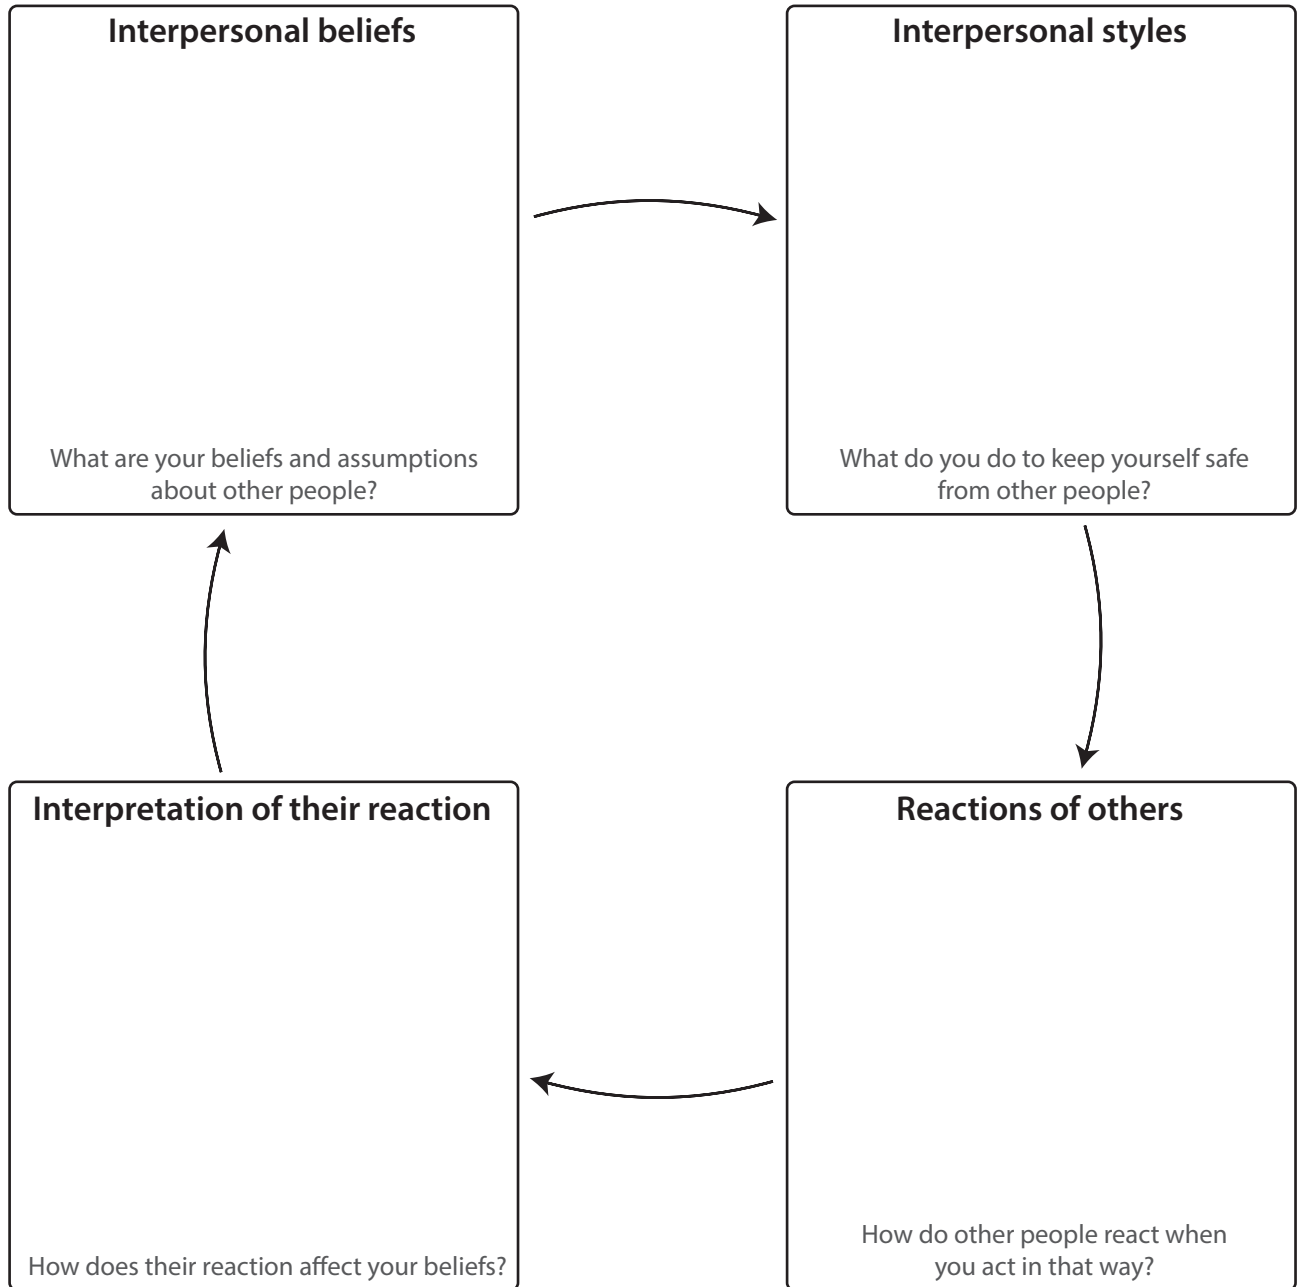 Interpersonal beliefs
What are your beliefs and assumptions
about other people?
Interpersonal styles
What do you do to keep yourself safe
from other people?
Interpretation of their reaction
How does their reaction affect your beliefs?
Reactions of others
How do other people react when
you act in that way?